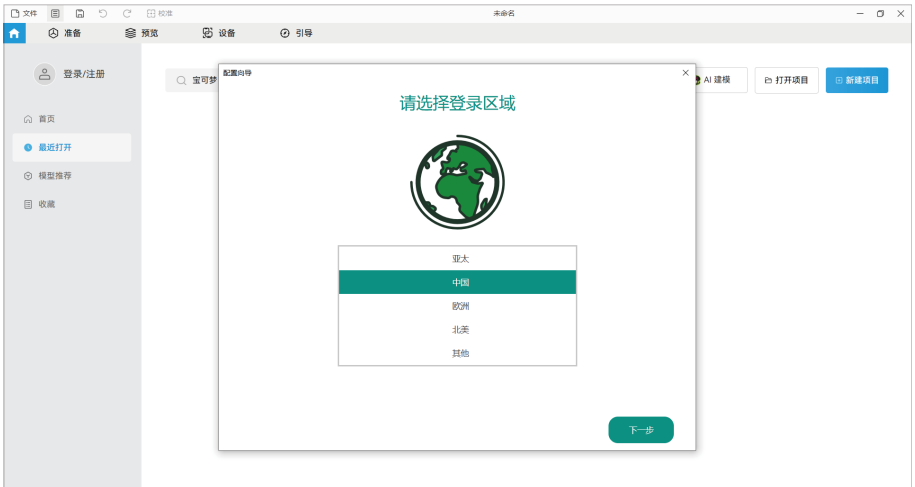 文件 校准 未命名
准备 预览 设备 引导
登录/注册
首页
最近打开
模型推荐
收藏
宝可梦
AI 建模 打开项目 新建项目
配置向导
请选择登录区域
亚太
中国
欧洲
北美
其他
下一步